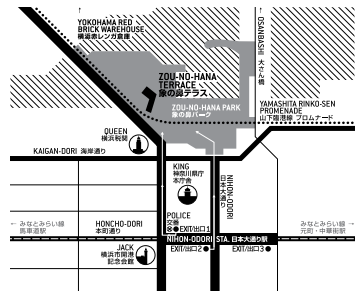 YOKOHAMA RED
BRICK WAREHOUSE
横浜赤レンガ倉庫
OSANBASHI 大さん橋
ZOU-NO-HANA
TERRACE
象の鼻テラス
ZOU-NO-HANA PARK
象の鼻パーク
YAMASHITA RINKO-SEN
PROMENADE
山下臨港線 プロムナード
QUEEN
横浜税関
KAIGAN-DORI 海岸通り
KING
神奈川県庁
本庁舎
NIHON-ODORI
日本大通り
POLICE
交番
EXIT/出口1
← みなとみらい線
馬車道駅
HONCHO-DORI
本町通り
みなとみらい線 →
元町・中華街駅
NIHON-ODORI STA. 日本大通り駅
JACK
横浜市開港
記念会館
EXIT/出口2
EXIT/出口3